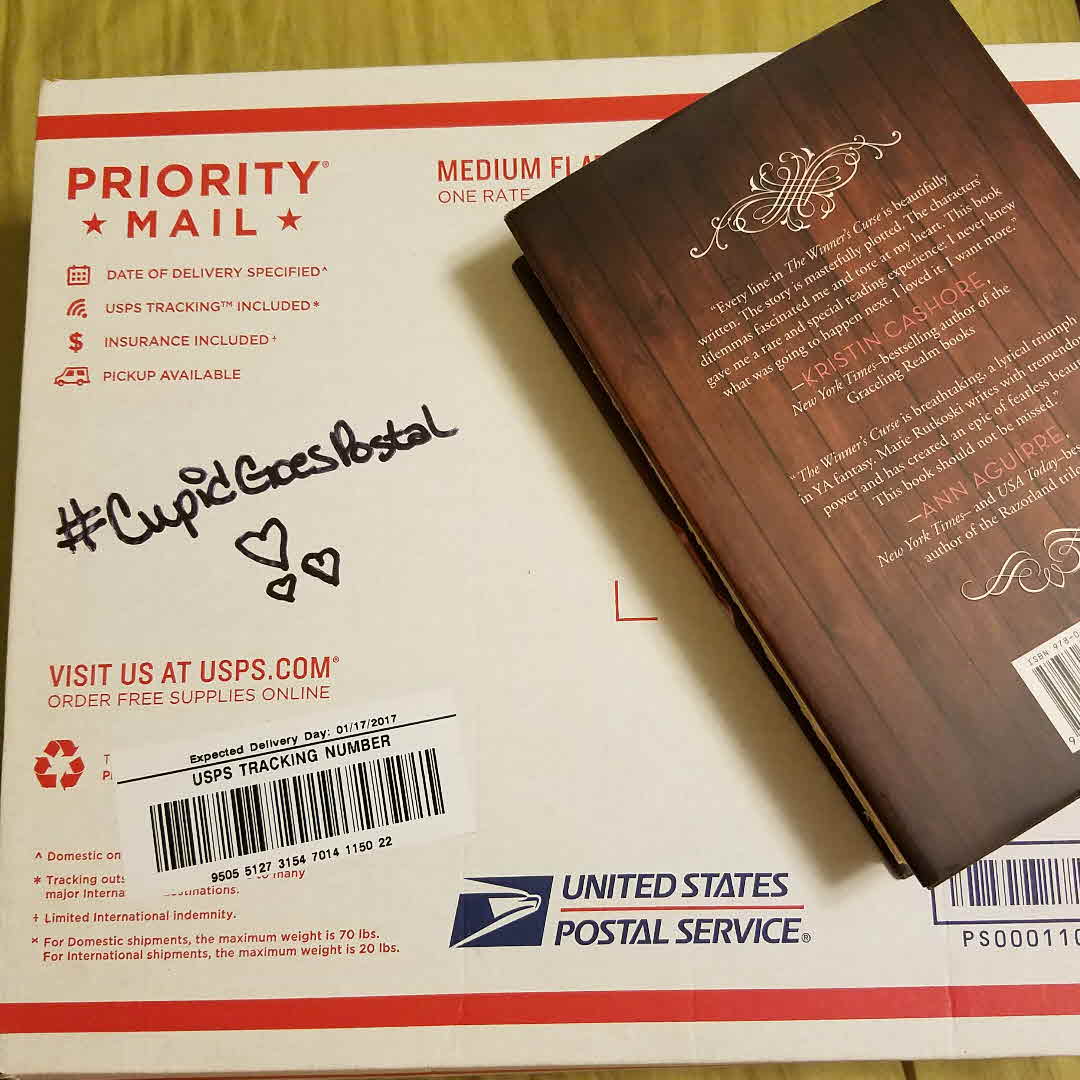 PRIORITY®
★ MAIL ★
DATE OF DELIVERY SPECIFIED^
USPS TRACKING™ INCLUDED*
$ INSURANCE INCLUDED†
PICKUP AVAILABLE
MEDIUM
ONE RATE
#CupidGoesPostal
VISIT US AT USPS.COM®
ORDER FREE SUPPLIES ONLINE
Expected Delivery Day: 01/17/2017
USPS TRACKING NUMBER
9505 5127 3154 7014 1150 22
^ Domestic on
* Tracking
to many
major
† Limited International indemnity.
× For Domestic shipments, the maximum weight is 70 lbs.
For International shipments, the maximum weight is 20 lbs.
UNITED STATES
POSTAL SERVICE®
PS000110
“Every line in The Winner's Curse is beautifully
written. The story is masterfully plotted. The characters'
dilemmas fascinated me and tore at my heart. This book
gave me a rare and special reading experience: I never knew
what was going to happen next. I loved it. I want more.”
—KRISTIN CASHORE,
New York Times–bestselling author of the
Graceling Realm books
“The Winner's Curse is breathtaking, a lyrical triumph
in YA fantasy. Marie Rutkoski writes with
power and has created an epic of fearless
This book should not be missed.”
—ANN AGUIRRE,
New York Times– and USA Today–
author of the Razorland
ISBN 978-0
9